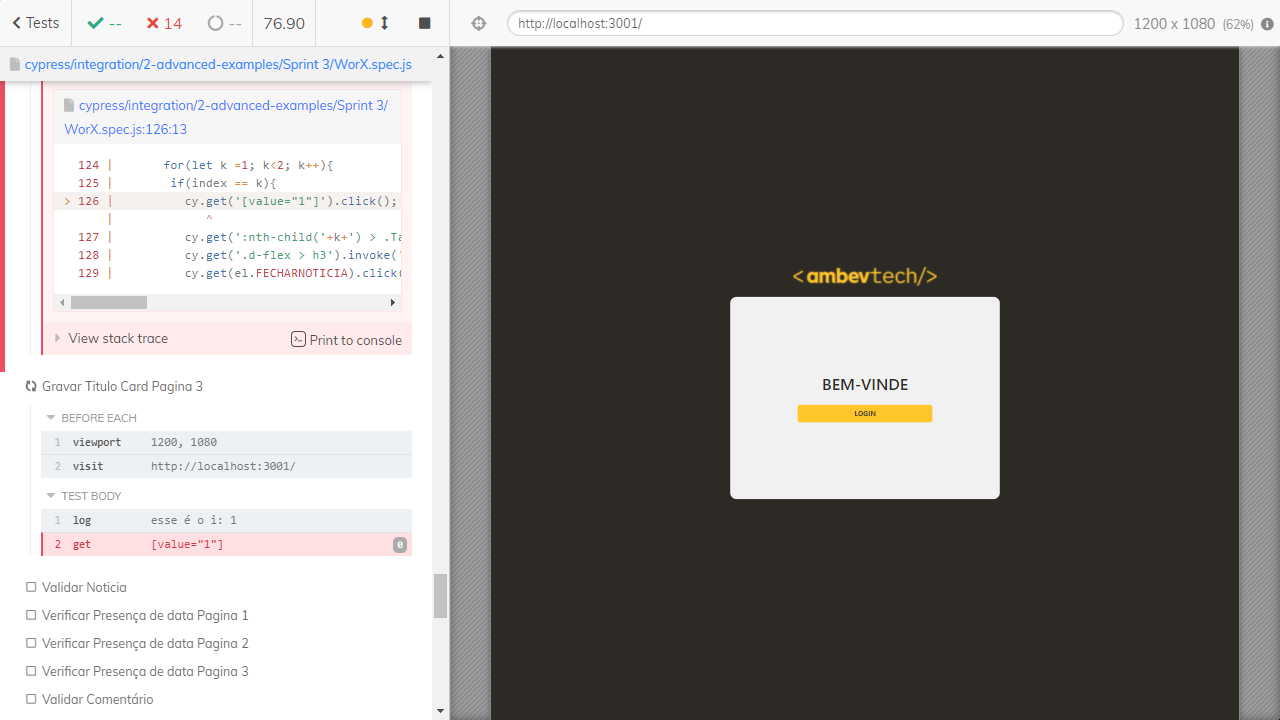 Tests
--
14
--
76.90
http://localhost:3001/
1200 x 1080 (62%)
cypress/integration/2-advanced-examples/Sprint 3/WorX.spec.js
cypress/integration/2-advanced-examples/Sprint 3/
WorX.spec.js:126:13
124 | for(let k =1; k<2; k++){
125 | if(index == k){
> 126 | cy.get('[value="1"]').click();
| ^
127 | cy.get(':nth-child('+k+') > .Ta
128 | cy.get('.d-flex > h3').invoke('
129 | cy.get(el.FECHARNOTICIA).click(
View stack trace
Print to console
Gravar Titulo Card Pagina 3
BEFORE EACH
1 viewport 1200, 1080
2 visit http://localhost:3001/
TEST BODY
1 log esse é o i: 1
2 get [value="1"] 0
Validar Noticia
Verificar Presença de data Pagina 1
Verificar Presença de data Pagina 2
Verificar Presença de data Pagina 3
Validar Comentário
<ambevtech/>
BEM-VINDE
LOGIN